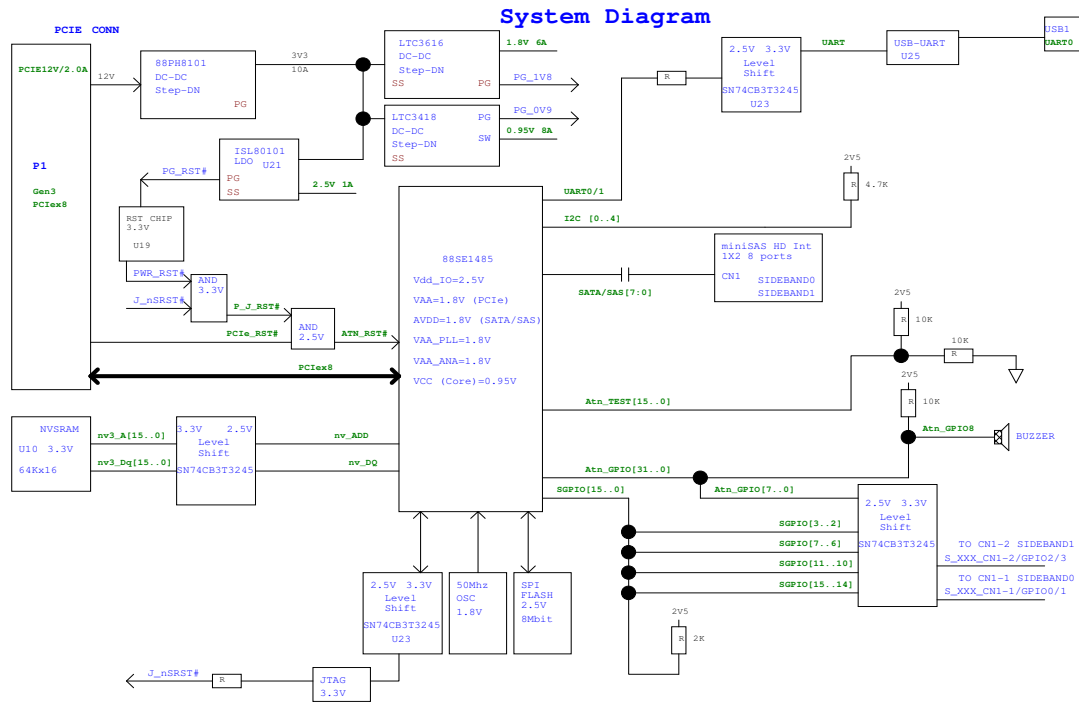 System Diagram
PCIE CONN
PCIE12V/2.0A
12V
P1
Gen3
PCIex8
88PH8101
DC-DC
Step-DN
PG
3V3
10A
LTC3616
DC-DC
Step-DN
SS
PG
1.8V 6A
PG_1V8
LTC3418
DC-DC
Step-DN
SS
PG
SW
PG_0V9
0.95V 8A
ISL80101
LDO
U21
PG
SS
2.5V 1A
PG_RST#
RST CHIP
3.3V
U19
PWR_RST#
J_nSRST#
AND
3.3V
P_J_RST#
PCIe_RST#
AND
2.5V
ATN_RST#
PCIex8
88SE1485
Vdd_IO=2.5V
VAA=1.8V (PCIe)
AVDD=1.8V (SATA/SAS)
VAA_PLL=1.8V
VAA_ANA=1.8V
VCC (Core)=0.95V
UART0/1
R
2.5V 3.3V
Level
Shift
SN74CB3T3245
U23
UART
USB-UART
U25
USB1
UART0
I2C [0..4]
2V5
R
4.7K
SATA/SAS[7:0]
miniSAS HD Int
1X2 8 ports
CN1
SIDEBAND0
SIDEBAND1
2V5
R
10K
10K
R
Atn_TEST[15..0]
2V5
R
10K
Atn_GPIO8
BUZZER
Atn_GPIO[31..0]
Atn_GPIO[7..0]
SGPIO[15..0]
SGPIO[3..2]
SGPIO[7..6]
SGPIO[11..10]
SGPIO[15..14]
2.5V 3.3V
Level
Shift
SN74CB3T3245
TO CN1-2 SIDEBAND1
S_XXX_CN1-2/GPIO2/3
TO CN1-1 SIDEBAND0
S_XXX_CN1-1/GPIO0/1
2V5
R
2K
NVSRAM
U10 3.3V
64Kx16
nv3_A[15..0]
nv3_Dq[15..0]
3.3V 2.5V
Level
Shift
SN74CB3T3245
nv_ADD
nv_DQ
2.5V 3.3V
Level
Shift
SN74CB3T3245
U23
50Mhz
OSC
1.8V
SPI
FLASH
2.5V
8Mbit
J_nSRST#
R
JTAG
3.3V